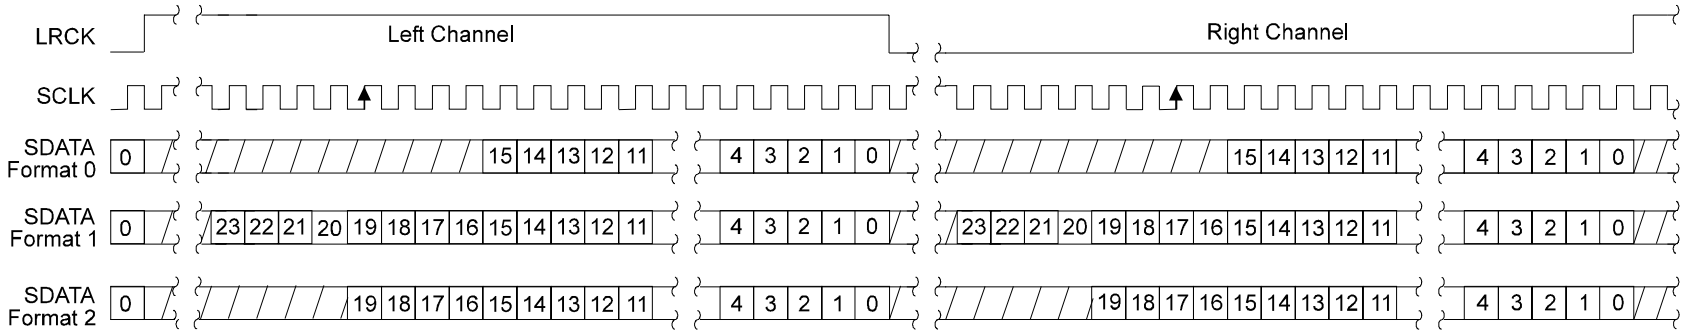 LRCK Left Channel Right Channel
SCLK
SDATA
Format 0 0 15 14 13 12 11 4 3 2 1 0 15 14 13 12 11 4 3 2 1 0
SDATA
Format 1 0 23 22 21 20 19 18 17 16 15 14 13 12 11 4 3 2 1 0 23 22 21 20 19 18 17 16 15 14 13 12 11 4 3 2 1 0
SDATA
Format 2 0 19 18 17 16 15 14 13 12 11 4 3 2 1 0 19 18 17 16 15 14 13 12 11 4 3 2 1 0